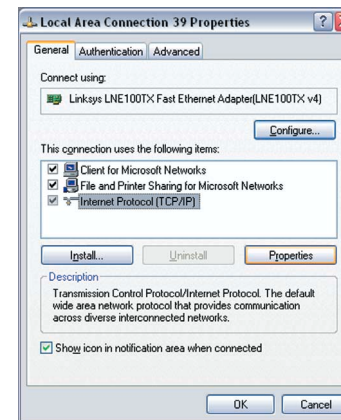 Local Area Connection 39 Properties
?
General Authentication Advanced
Connect using:
Linksys LNE100TX Fast Ethernet Adapter(LNE100TX v4)
Configure...
This connection uses the following items:
Client for Microsoft Networks
File and Printer Sharing for Microsoft Networks
Internet Protocol (TCP/IP)
Install... Uninstall Properties
Description
Transmission Control Protocol/Internet Protocol. The default
wide area network protocol that provides communication
across diverse interconnected networks.
Show icon in notification area when connected
OK Cancel